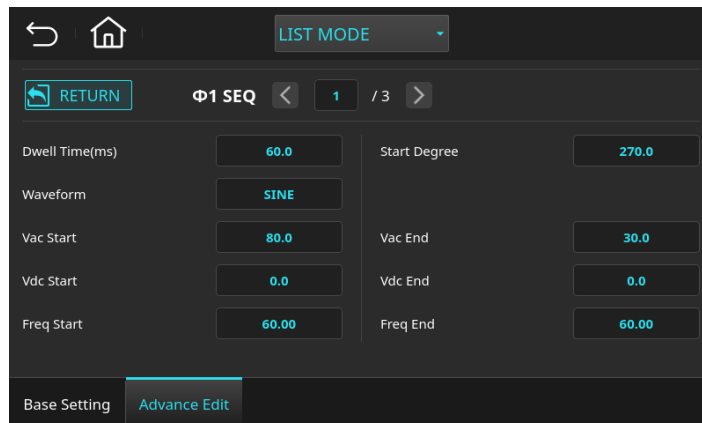 LIST MODE
RETURN Φ1 SEQ 1 / 3
Dwell Time(ms) 60.0 Start Degree 270.0
Waveform SINE
Vac Start 80.0 Vac End 30.0
Vdc Start 0.0 Vdc End 0.0
Freq Start 60.00 Freq End 60.00
Base Setting Advance Edit